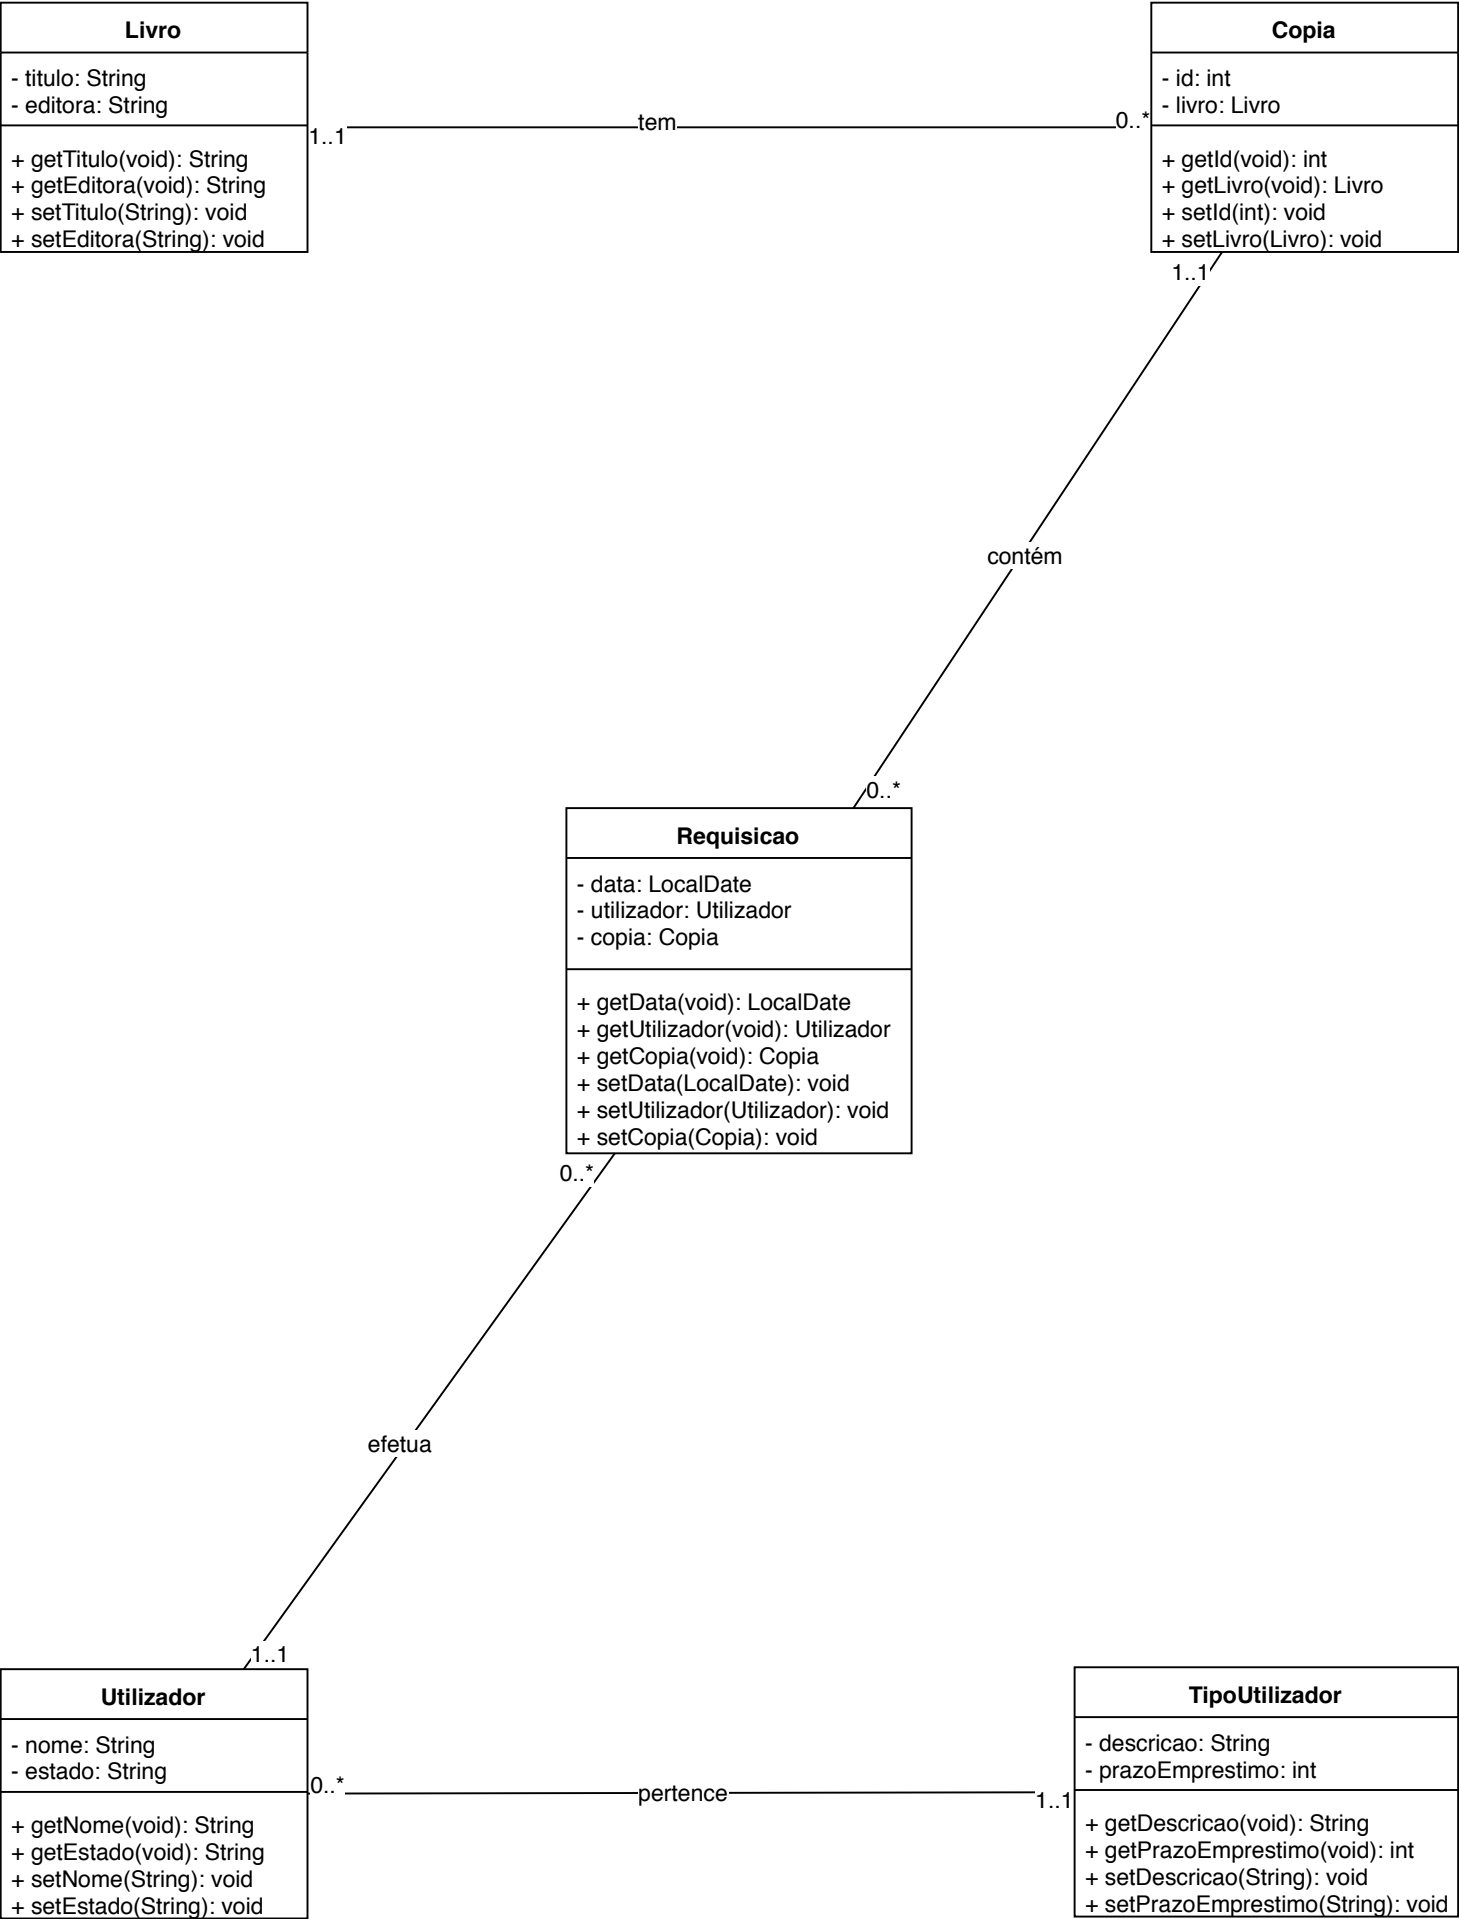 Livro
- titulo: String
- editora: String
+ getTitulo(void): String
+ getEditora(void): String
+ setTitulo(String): void
+ setEditora(String): void
1..1
tem
0..*
Copia
- id: int
- livro: Livro
+ getId(void): int
+ getLivro(void): Livro
+ setId(int): void
+ setLivro(Livro): void
1..1
contém
0..*
Requisicao
- data: LocalDate
- utilizador: Utilizador
- copia: Copia
+ getData(void): LocalDate
+ getUtilizador(void): Utilizador
+ getCopia(void): Copia
+ setData(LocalDate): void
+ setUtilizador(Utilizador): void
+ setCopia(Copia): void
0..*
efetua
1..1
Utilizador
- nome: String
- estado: String
+ getNome(void): String
+ getEstado(void): String
+ setNome(String): void
+ setEstado(String): void
0..*
pertence
1..1
TipoUtilizador
- descricao: String
- prazoEmprestimo: int
+ getDescricao(void): String
+ getPrazoEmprestimo(void): int
+ setDescricao(String): void
+ setPrazoEmprestimo(String): void